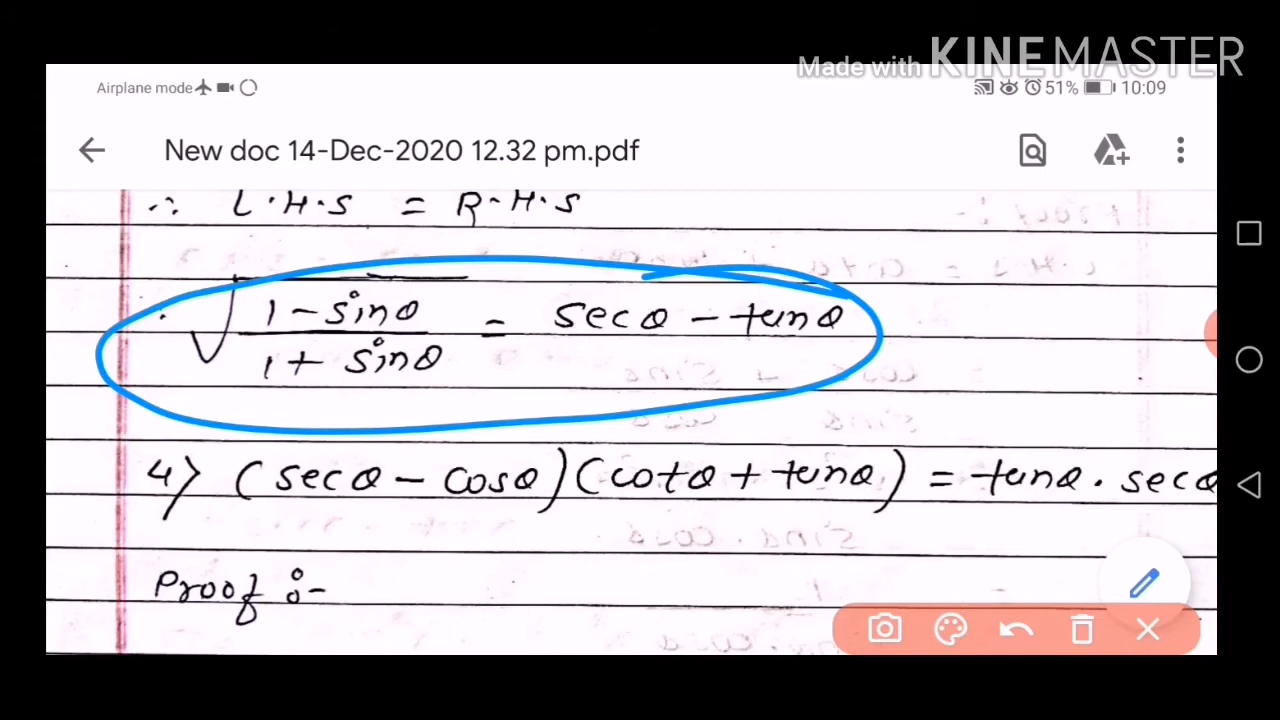 Made with KINEMASTER
Airplane mode 51% 10:09
New doc 14-Dec-2020 12.32 pm.pdf
∴ L.H.S = R.H.S
√(1-sinθ / 1+sinθ) = secθ - tanθ
4) (secθ - cosθ)(cotθ + tanθ) = tanθ . secθ
Proof :-